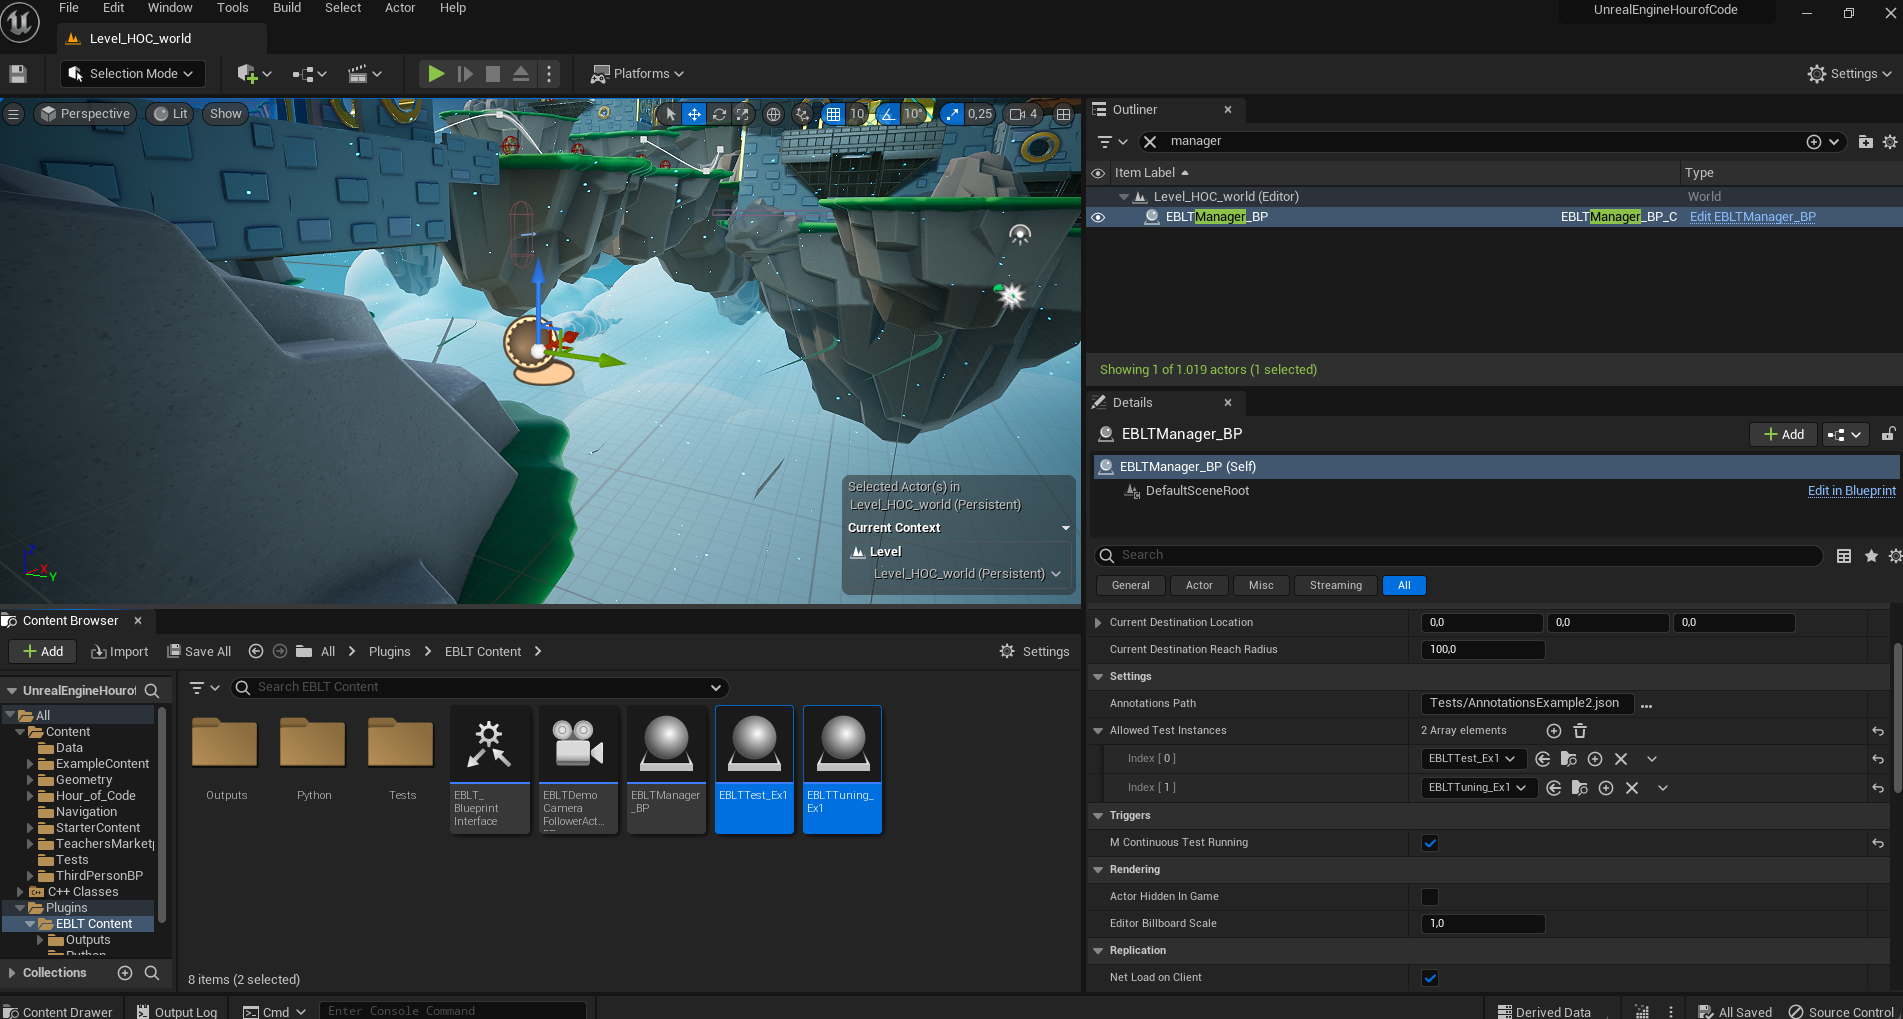 File Edit Window Tools Build Select Actor Help
UnrealEngineHourofCode
Level_HOC_world
Selection Mode
Platforms
Settings
Perspective
Lit
Show
10
10°
0,25
4
Selected Actor(s) in
Level_HOC_world (Persistent)
Current Context
Level
Level_HOC_world (Persistent)
Outliner
manager
Item Label
Type
Level_HOC_world (Editor)
World
EBLTManager_BP
EBLTManager_BP_C
Edit EBLTManager_BP
Showing 1 of 1.019 actors (1 selected)
Details
EBLTManager_BP
Add
EBLTManager_BP (Self)
DefaultSceneRoot
Edit in Blueprint
Search
General
Actor
Misc
Streaming
All
Current Destination Location
0,0
0,0
0,0
Current Destination Reach Radius
100,0
Settings
Annotations Path
Tests/AnnotationsExample2.json
...
Allowed Test Instances
2 Array elements
Index [ 0 ]
EBLTTest_Ex1
Index [ 1 ]
EBLTTuning_Ex1
Triggers
M Continuous Test Running
Rendering
Actor Hidden In Game
Editor Billboard Scale
1,0
Replication
Net Load on Client
Content Browser
Add
Import
Save All
All
Plugins
EBLT Content
Settings
UnrealEngineHourof
All
Content
Data
ExampleContent
Geometry
Hour_of_Code
Navigation
StarterContent
TeachersMarketp
Tests
ThirdPersonBP
C++ Classes
Plugins
EBLT Content
Outputs
Python
Collections
Search EBLT Content
Outputs
Python
Tests
EBLT_
Blueprint
Interface
EBLTDemo
Camera
FollowerAct...
EBLTManager
_BP
EBLTTest_Ex1
EBLTTuning_
Ex1
8 items (2 selected)
Content Drawer
Output Log
Cmd
Enter Console Command
Derived Data
All Saved
Source Control
X
Y